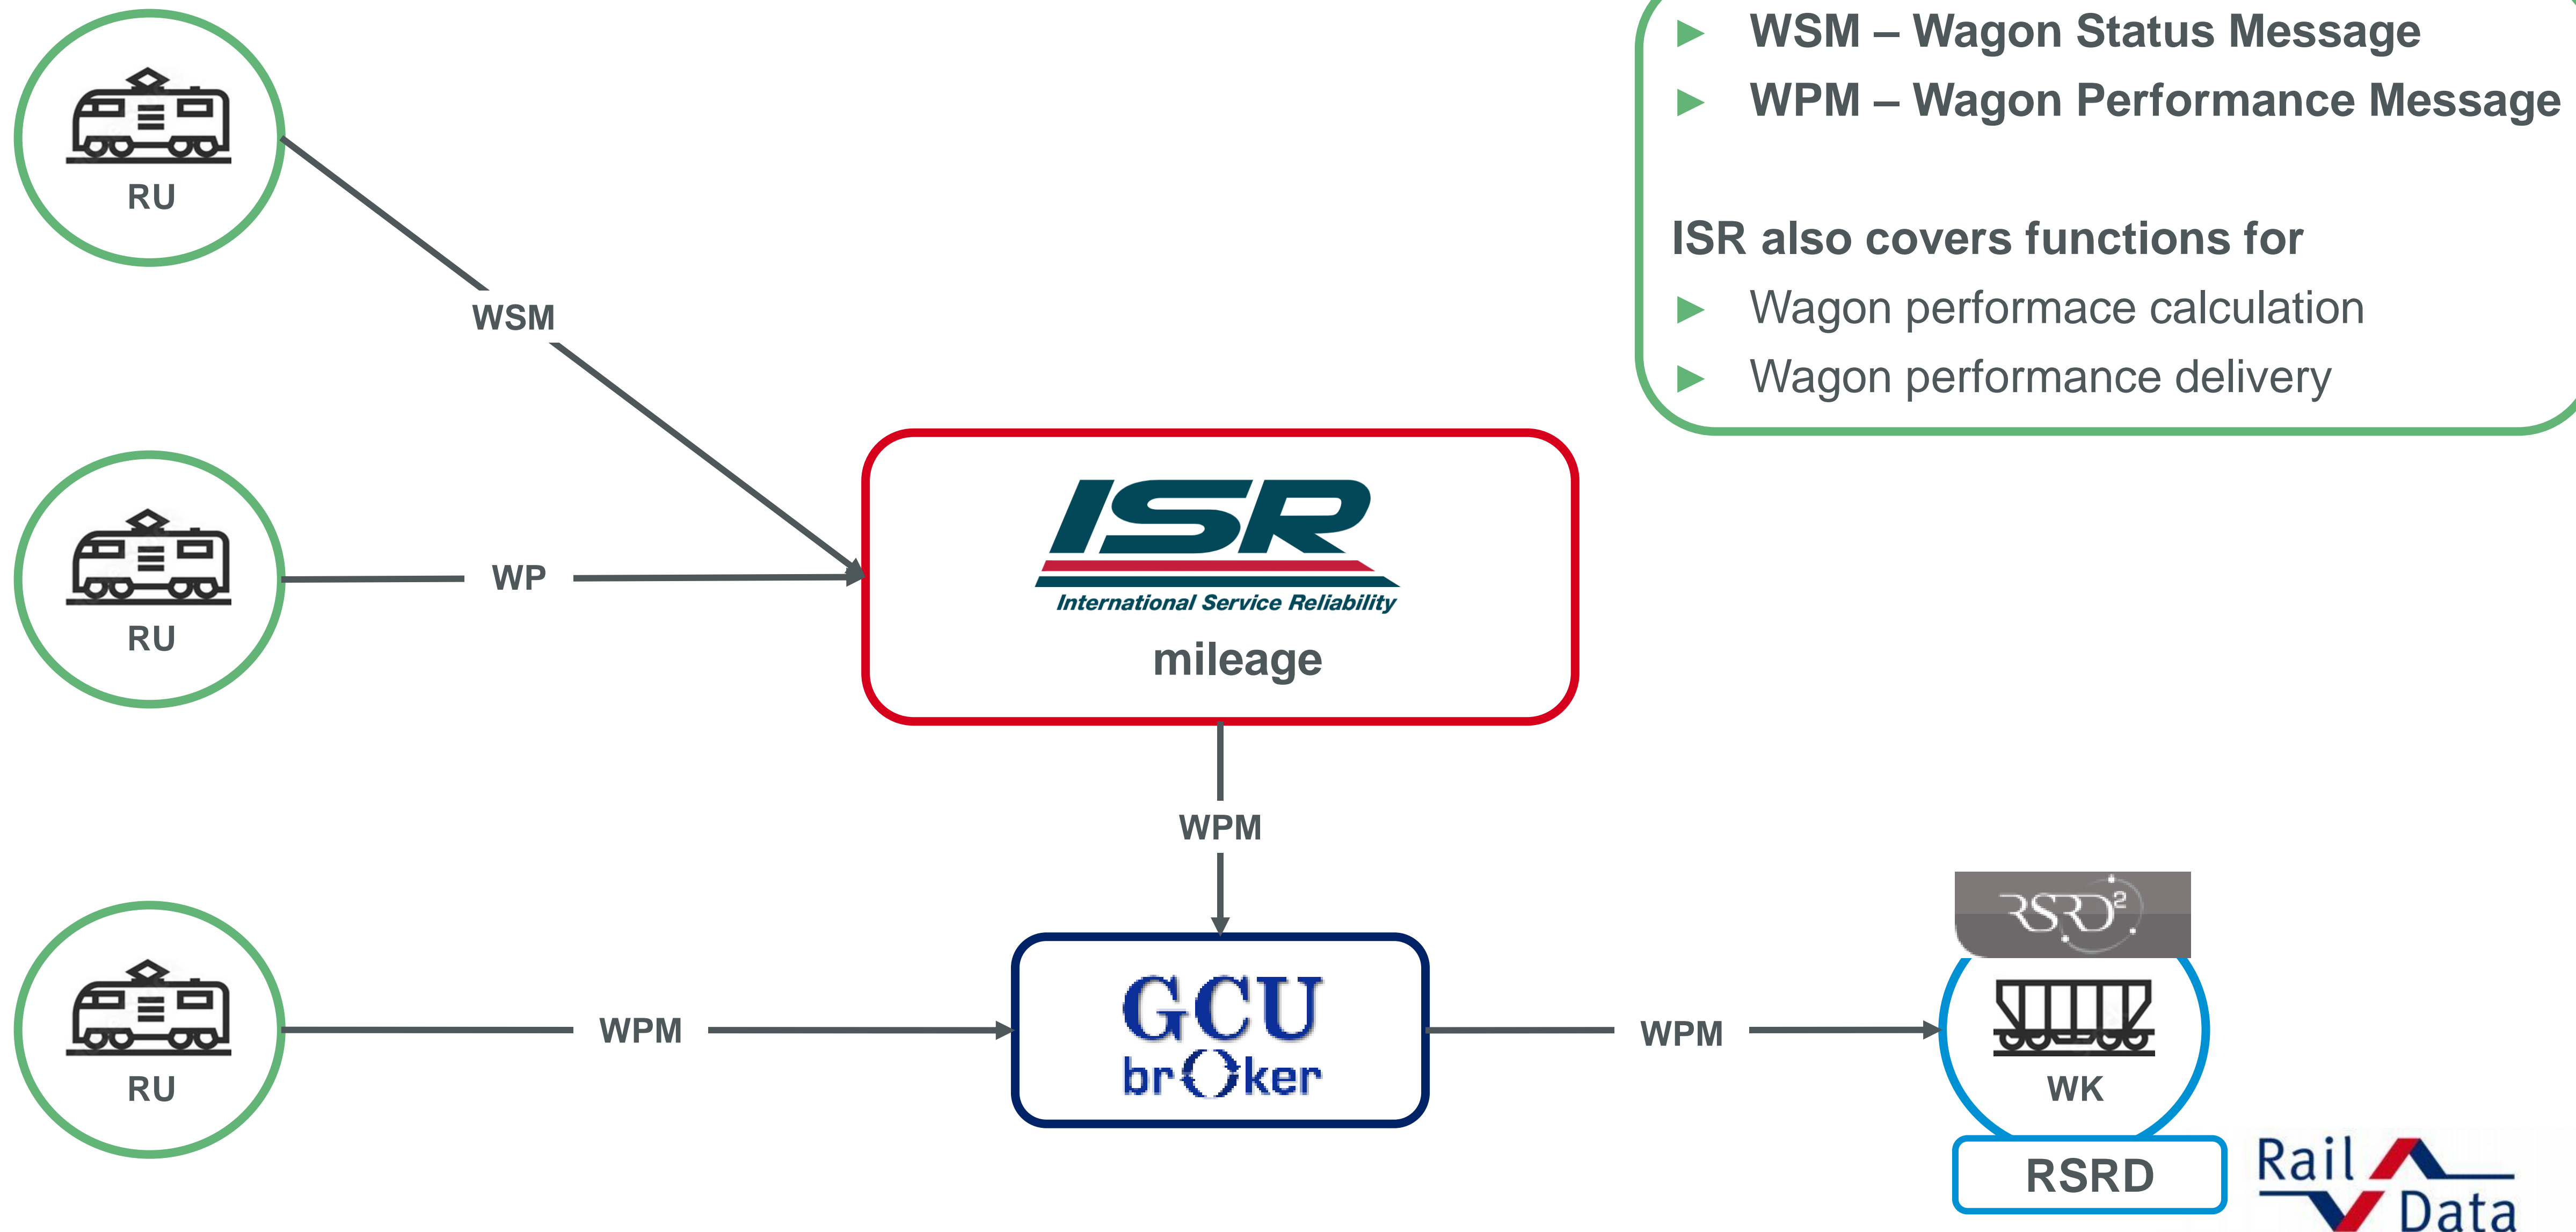 WSM – Wagon Status Message
WPM – Wagon Performance Message
ISR also covers functions for
Wagon performace calculation
Wagon performance delivery
RU
WSM
RU
WP
ISR
International Service Reliability
mileage
WPM
RU
WPM
GCU
broker
WPM
RSRD²
WK
RSRD
Rail
Data